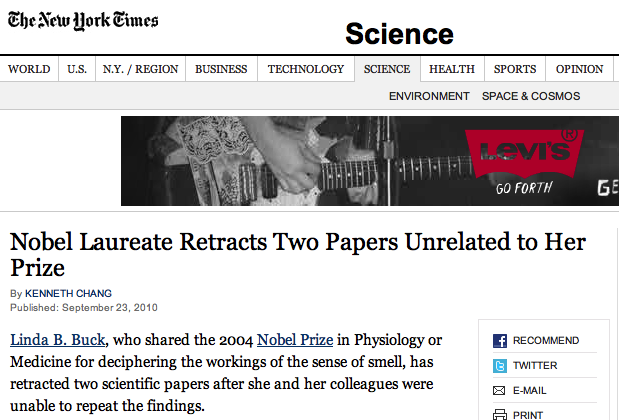 The New York Times
Science
WORLD U.S. N.Y. / REGION BUSINESS TECHNOLOGY SCIENCE HEALTH SPORTS OPINION
ENVIRONMENT SPACE & COSMOS
LEVI'S ®
GO FORTH
GE
Nobel Laureate Retracts Two Papers Unrelated to Her
Prize
By KENNETH CHANG
Published: September 23, 2010
Linda B. Buck, who shared the 2004 Nobel Prize in Physiology or
Medicine for deciphering the workings of the sense of smell, has
retracted two scientific papers after she and her colleagues were
unable to repeat the findings.
RECOMMEND
TWITTER
E-MAIL
PRINT